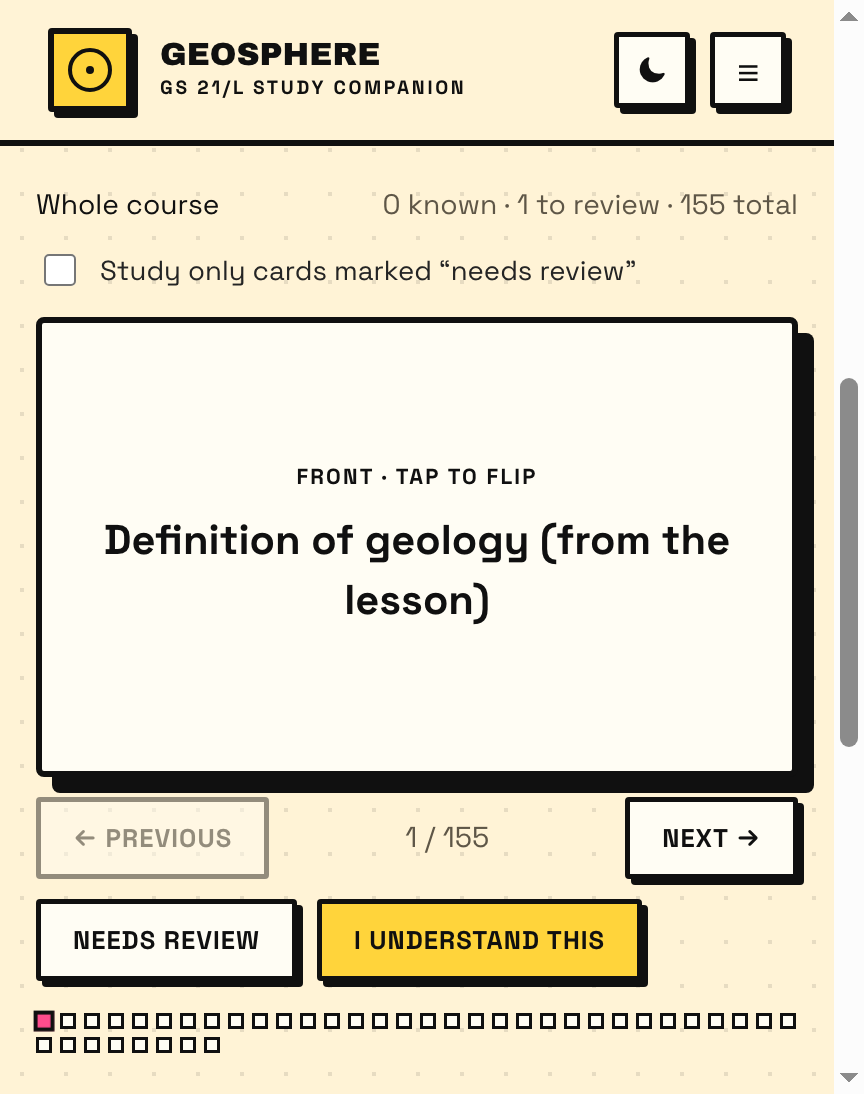 GEOSPHERE
GS 21/L STUDY COMPANION
Whole course
0 known · 1 to review · 155 total
Study only cards marked “needs review”
FRONT · TAP TO FLIP
Definition of geology (from the
lesson)
← PREVIOUS
1 / 155
NEXT →
NEEDS REVIEW
I UNDERSTAND THIS